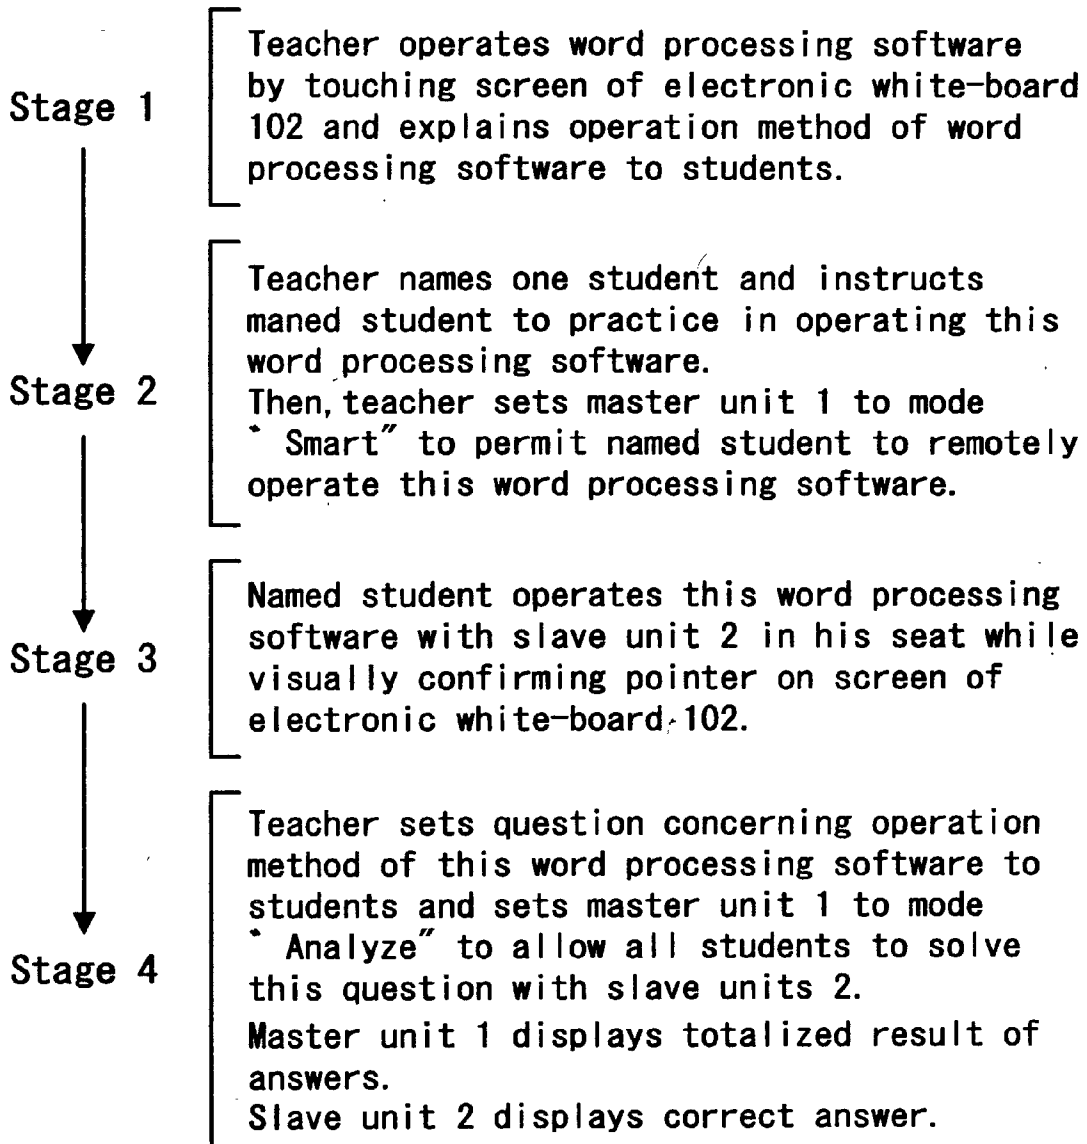 Stage 1
Teacher operates word processing software
by touching screen of electronic white-board
102 and explains operation method of word
processing software to students.
Stage 2
Teacher names one student and instructs
maned student to practice in operating this
word processing software.
Then, teacher sets master unit 1 to mode
‶ Smart″ to permit named student to remotely
operate this word processing software.
Stage 3
Named student operates this word processing
software with slave unit 2 in his seat while
visually confirming pointer on screen of
electronic white-board 102.
Stage 4
Teacher sets question concerning operation
method of this word processing software to
students and sets master unit 1 to mode
‶ Analyze″ to allow all students to solve
this question with slave units 2.
Master unit 1 displays totalized result of
answers.
Slave unit 2 displays correct answer.